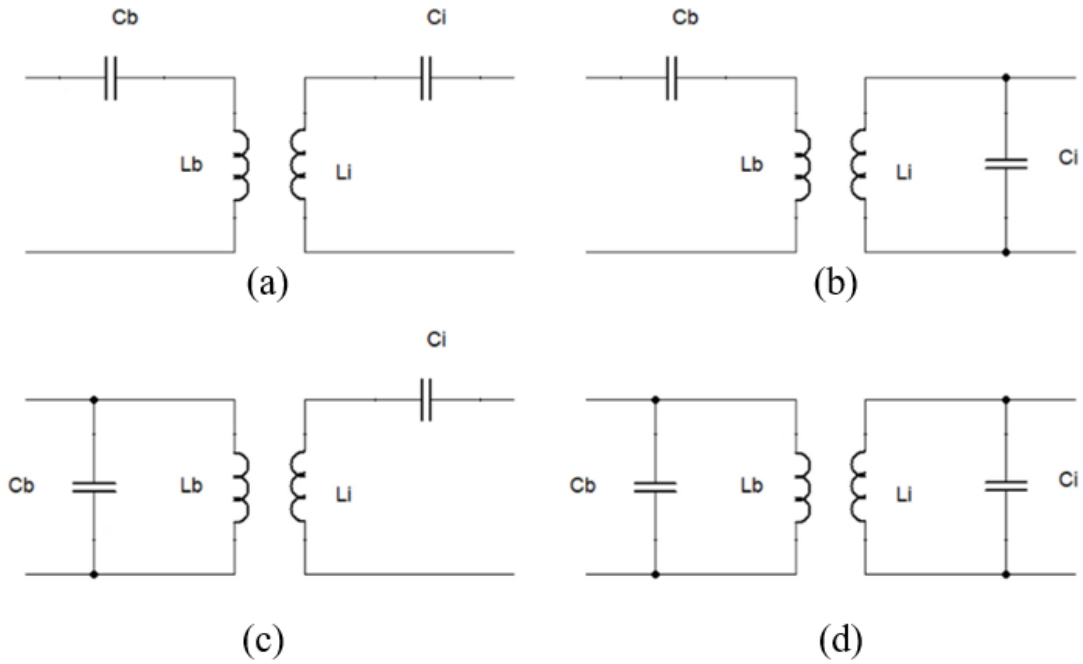 Cb Ci Cb
Lb Li Lb Li Ci
(a) (b)
Ci
Cb Lb Li Cb Lb Li Ci
(c) (d)